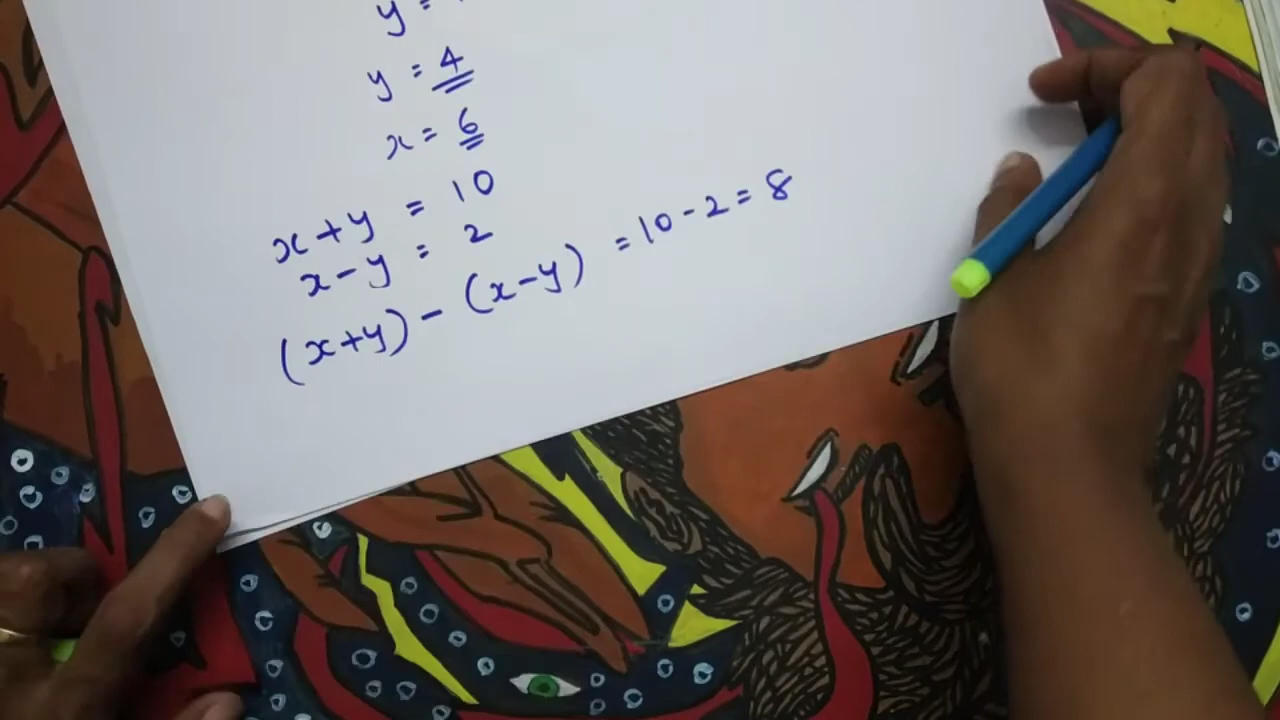 y =
y = 4
x = 6
x + y = 10
x - y = 2
(x+y) - (x-y) = 10 - 2 = 8